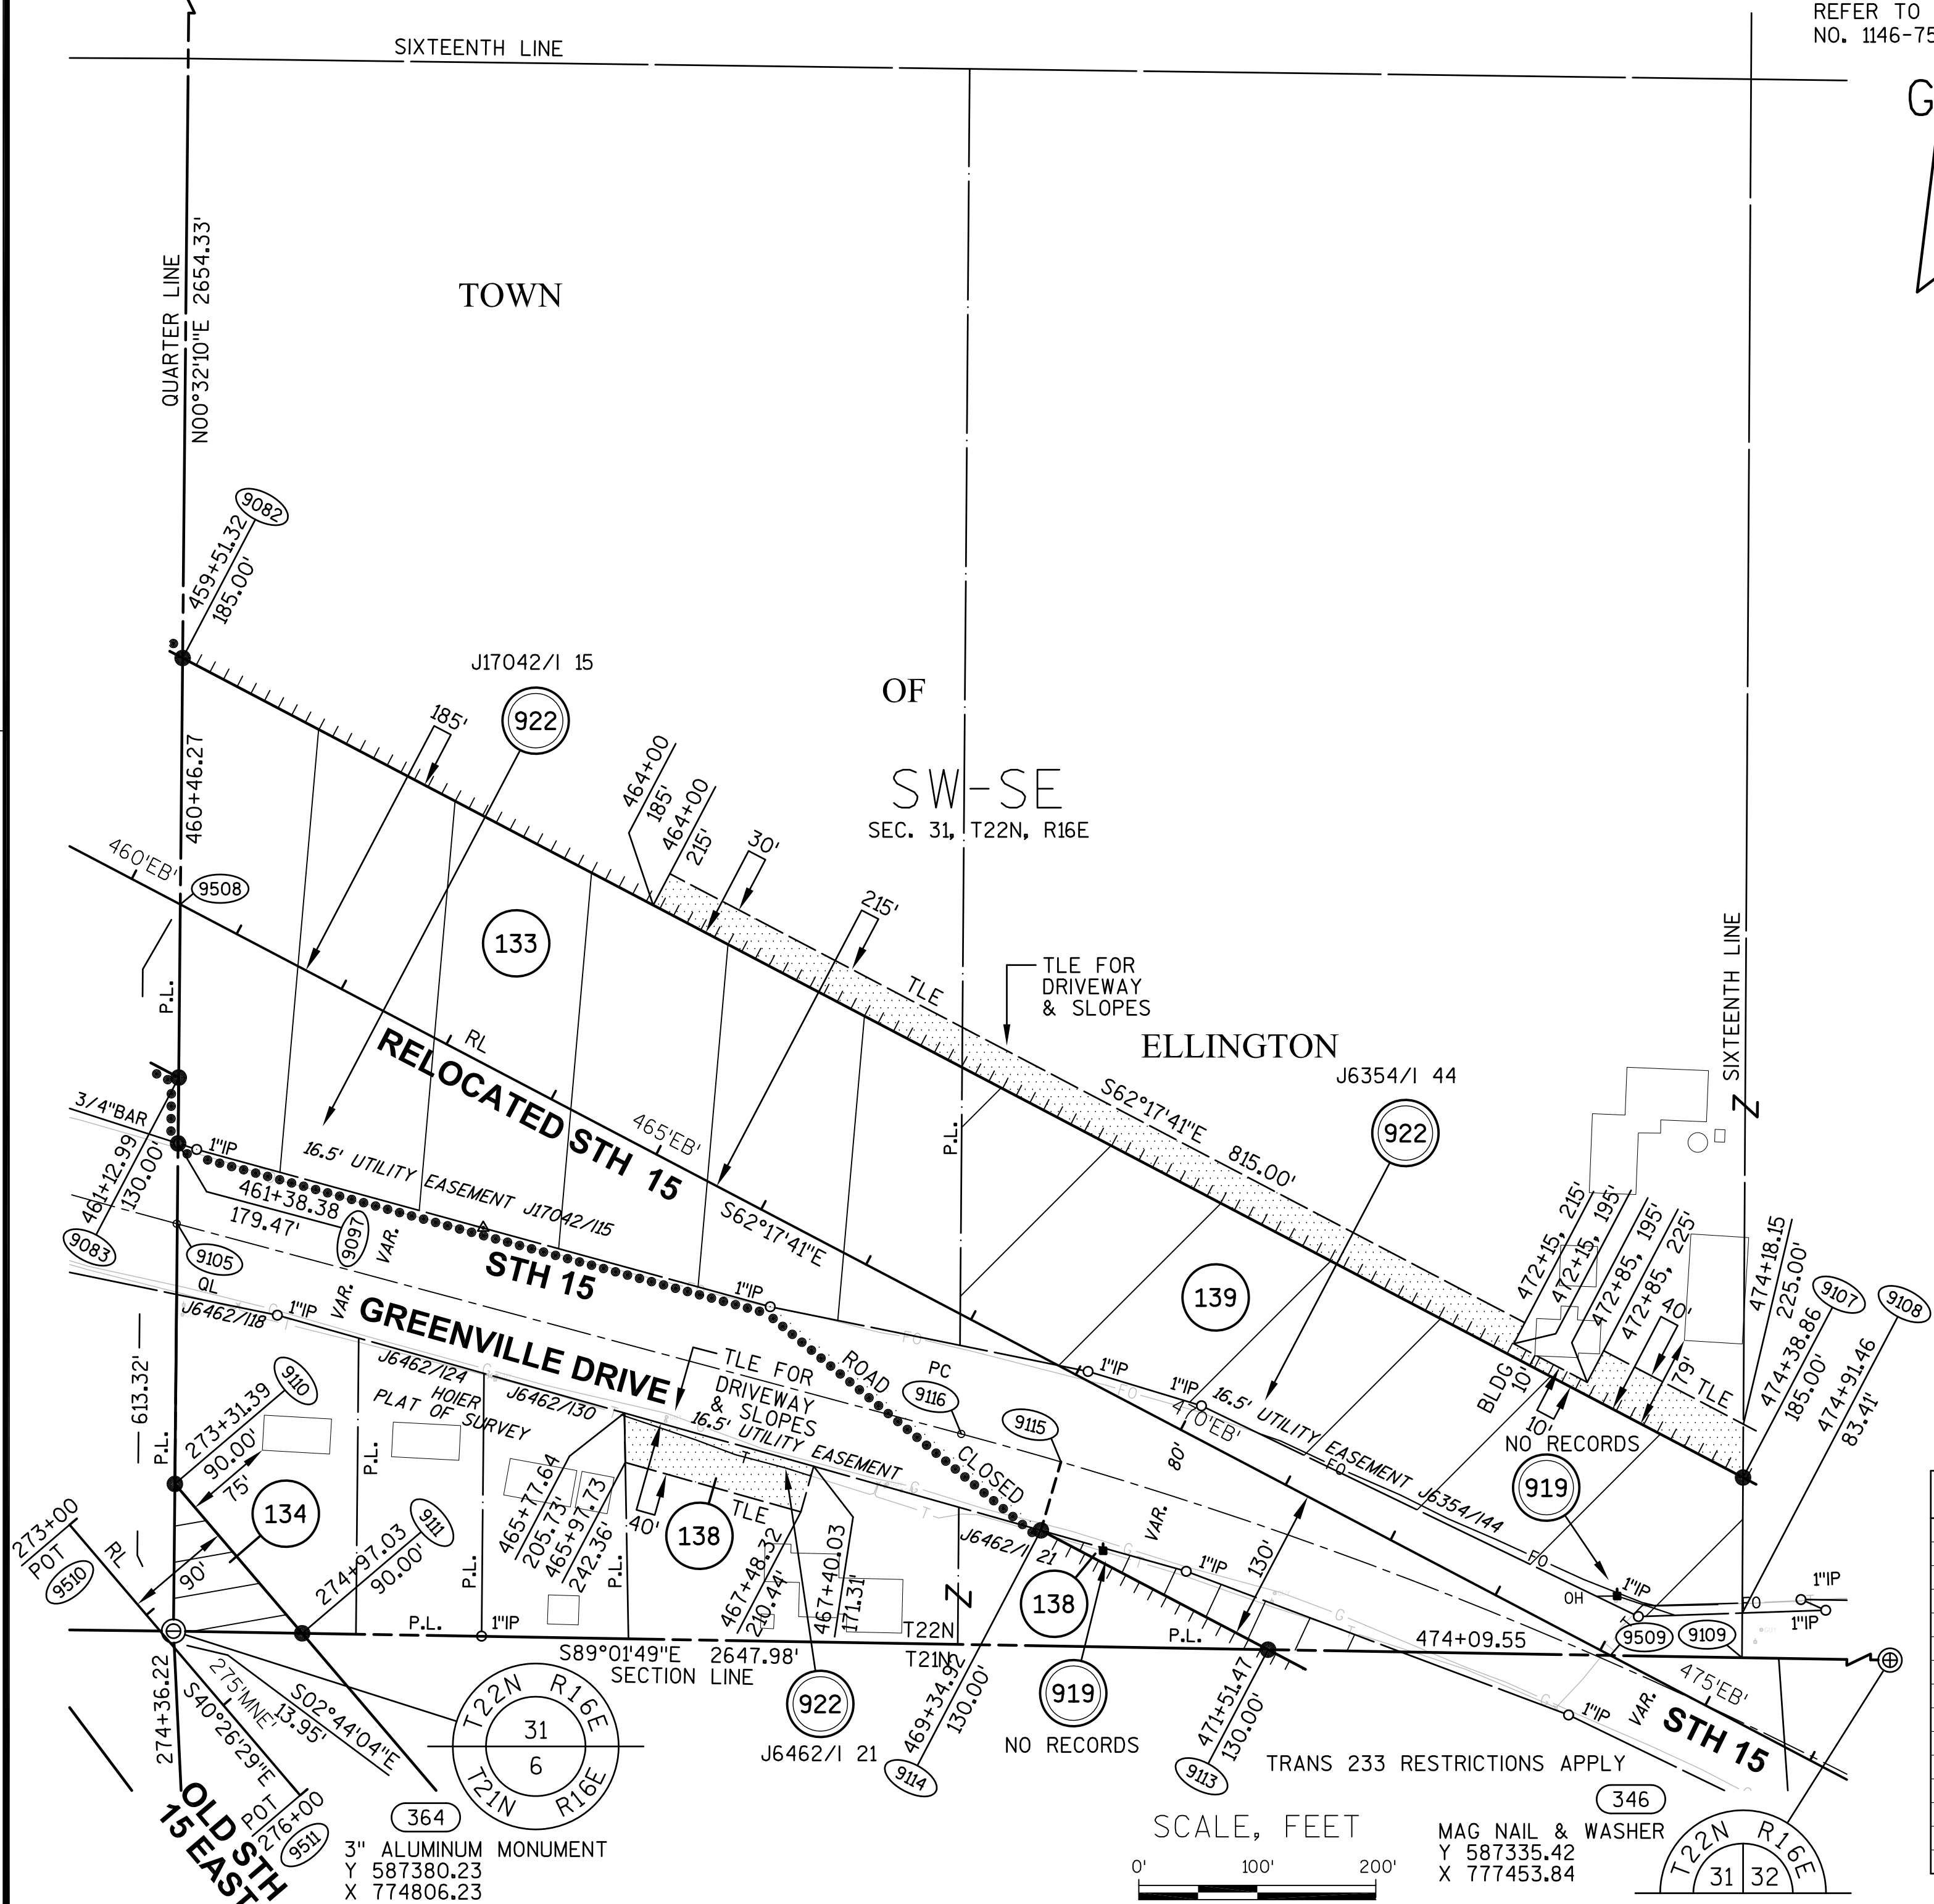 REFER TO
NO. 1146-75
SIXTEENTH LINE
G
QUARTER LINE
N00°32'10"E 2654.33'
TOWN
9082
459+51.32
185.00'
J17042/I 15
922
185'
OF
464+00
185'
464+00
215'
30'
SW-SE
SEC. 31, T22N, R16E
460+46.27
460'EB'
9508
215'
133
TLE
TLE FOR
DRIVEWAY
& SLOPES
SIXTEENTH LINE
P.L.
RL
RELOCATED STH 15
ELLINGTON
J6354/I 44
922
S62°17'41"E 815.00'
465'EB'
P.L.
Z
3/4"BAR
1"IP
16.5' UTILITY EASEMENT J17042/I15
461+12.99
130.00'
9083
461+38.38
179.47'
9097
VAR.
S62°17'41"E
STH 15
9105
QL
J6462/I18
1"IP
VAR.
1"IP
GREENVILLE DRIVE
139
472+15, 215'
472+15, 195'
472+85, 195'
472+85, 225'
40'
474+18.15
225.00'
9107
474+38.86
185.00'
9108
474+91.46
83.41'
FO
J6462/I24
HOIER
PLAT OF SURVEY
J6462/I30
TLE FOR
DRIVEWAY
& SLOPES
16.5' UTILITY EASEMENT
ROAD
CLOSED
PC
9116
9115
1"IP
FO
1"IP
470'EB'
16.5' UTILITY EASEMENT J6354/I44
BLDG
10'
10'
79'
TLE
NO RECORDS
919
613.32'
P.L.
9110
273+31.39
90.00'
75'
P.L.
134
9111
274+97.03
90.00'
465+77.64
205.73'
465+97.73
242.36'
P.L.
P.L.
40'
138
TLE
467+48.32
210.44'
467+40.03
171.31'
J6462/I 21
80'
VAR.
130'
FO
FO
273+00
POT
9510
RL
90'
Z
138
1"IP
G
T
OH
1"IP
FO
1"IP
1"IP
P.L.
1"IP
S89°01'49"E 2647.98'
SECTION LINE
T22N
T21N
P.L.
474+09.55
9509
9109
274+36.22
275'MNE'
S40°26'29"E
S02°44'04"E
13.95'
T22N R16E
31
6
T21N R16E
922
J6462/I 21
469+34.92
130.00'
9114
919
NO RECORDS
471+51.47
130.00'
9113
1"IP
VAR.
475'EB'
STH 15
TRANS 233 RESTRICTIONS APPLY
OLD STH
15 EAST
POT
276+00
9511
364
3" ALUMINUM MONUMENT
Y 587380.23
X 774806.23
SCALE, FEET
0' 100' 200'
346
MAG NAIL & WASHER
Y 587335.42
X 777453.84
T22N R16E
31 32